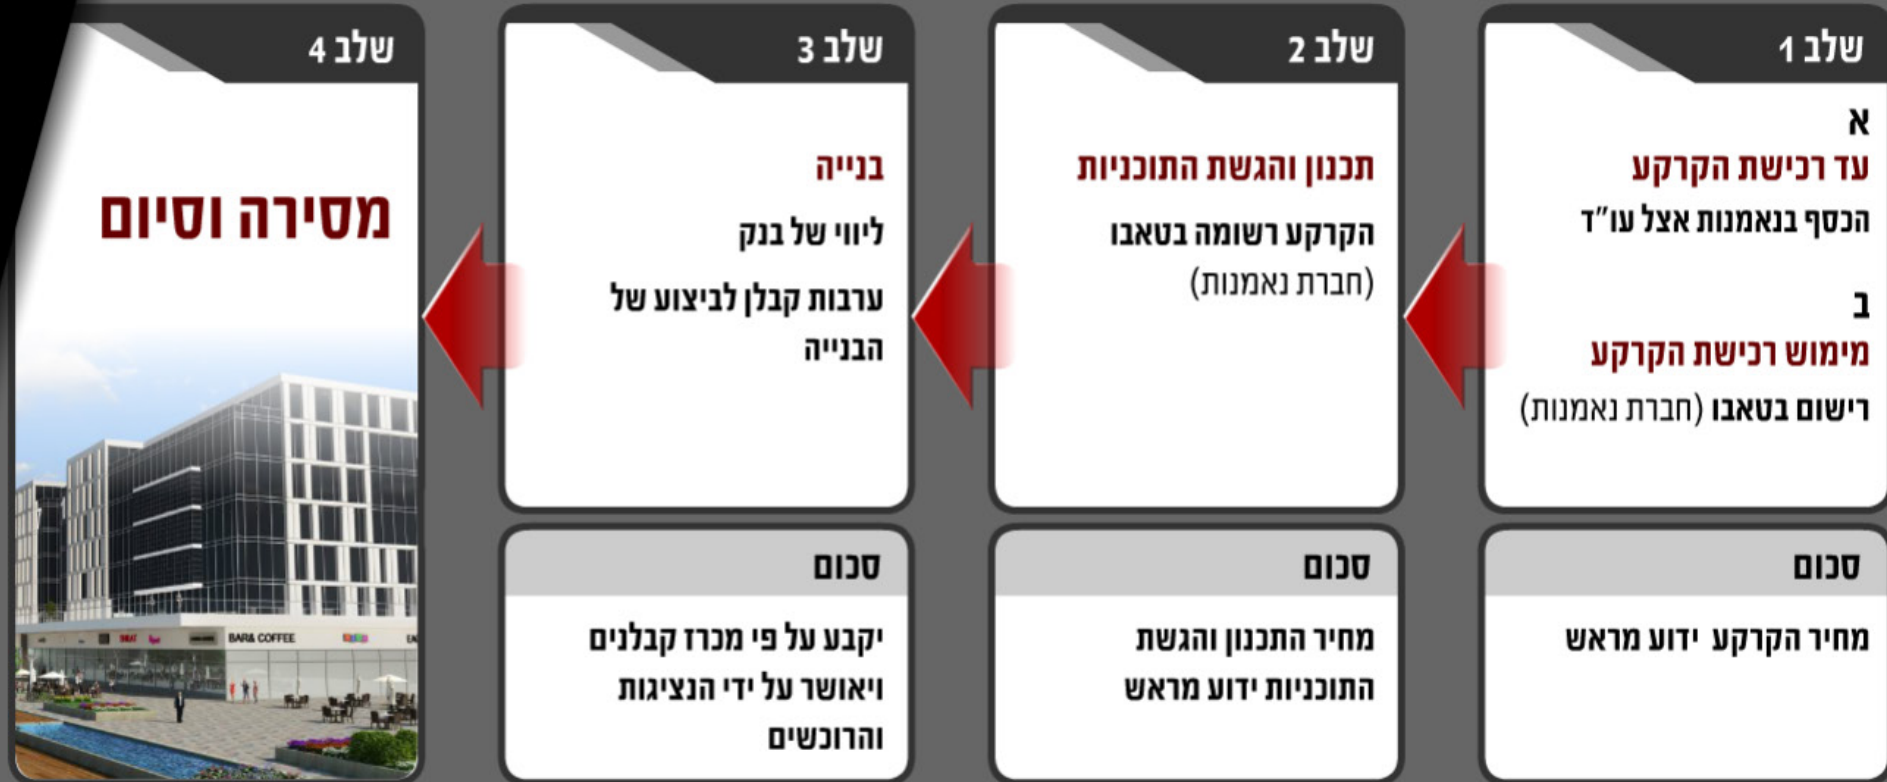 שלב 1
א
עד רכישת הקרקע
הכסף בנאמנות אצל עו"ד
ב
מימוש רכישת הקרקע
רישום בטאבו (חברת נאמנות)
סכום
מחיר הקרקע ידוע מראש
שלב 2
תכנון והגשת התוכניות
הקרקע רשומה בטאבו
(חברת נאמנות)
סכום
מחיר התכנון והגשת
התוכניות ידוע מראש
שלב 3
בנייה
ליווי של בנק
ערבות קבלן לביצוע של
הבנייה
סכום
יקבע על פי מכרז קבלנים
ויאושר על ידי הנציגות
והרוכשים
שלב 4
מסירה וסיום
BAR& COFFEE